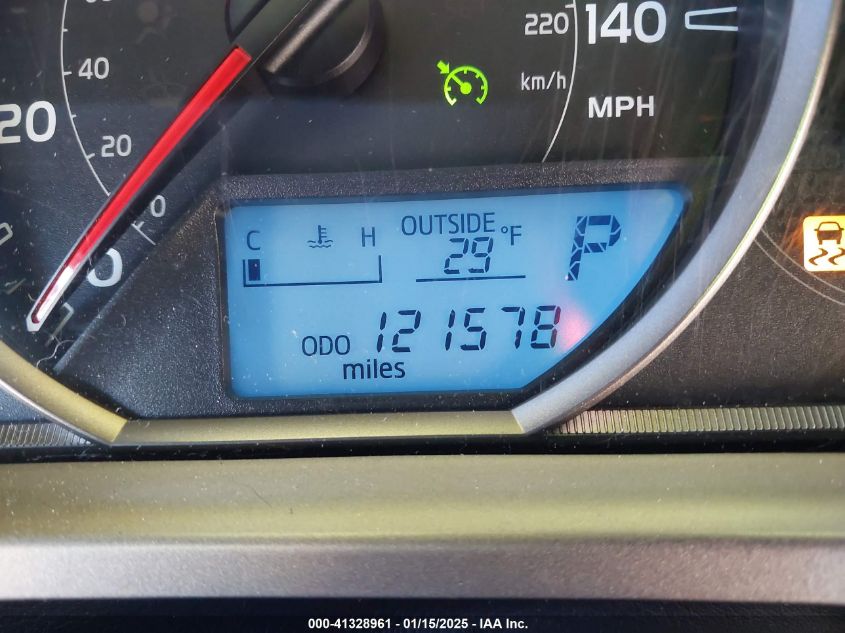 220
140
km/h
MPH
40
20
20
0
0
C H OUTSIDE °F P
29
ODO 121578
miles
000-41328961 - 01/15/2025 - IAA Inc.